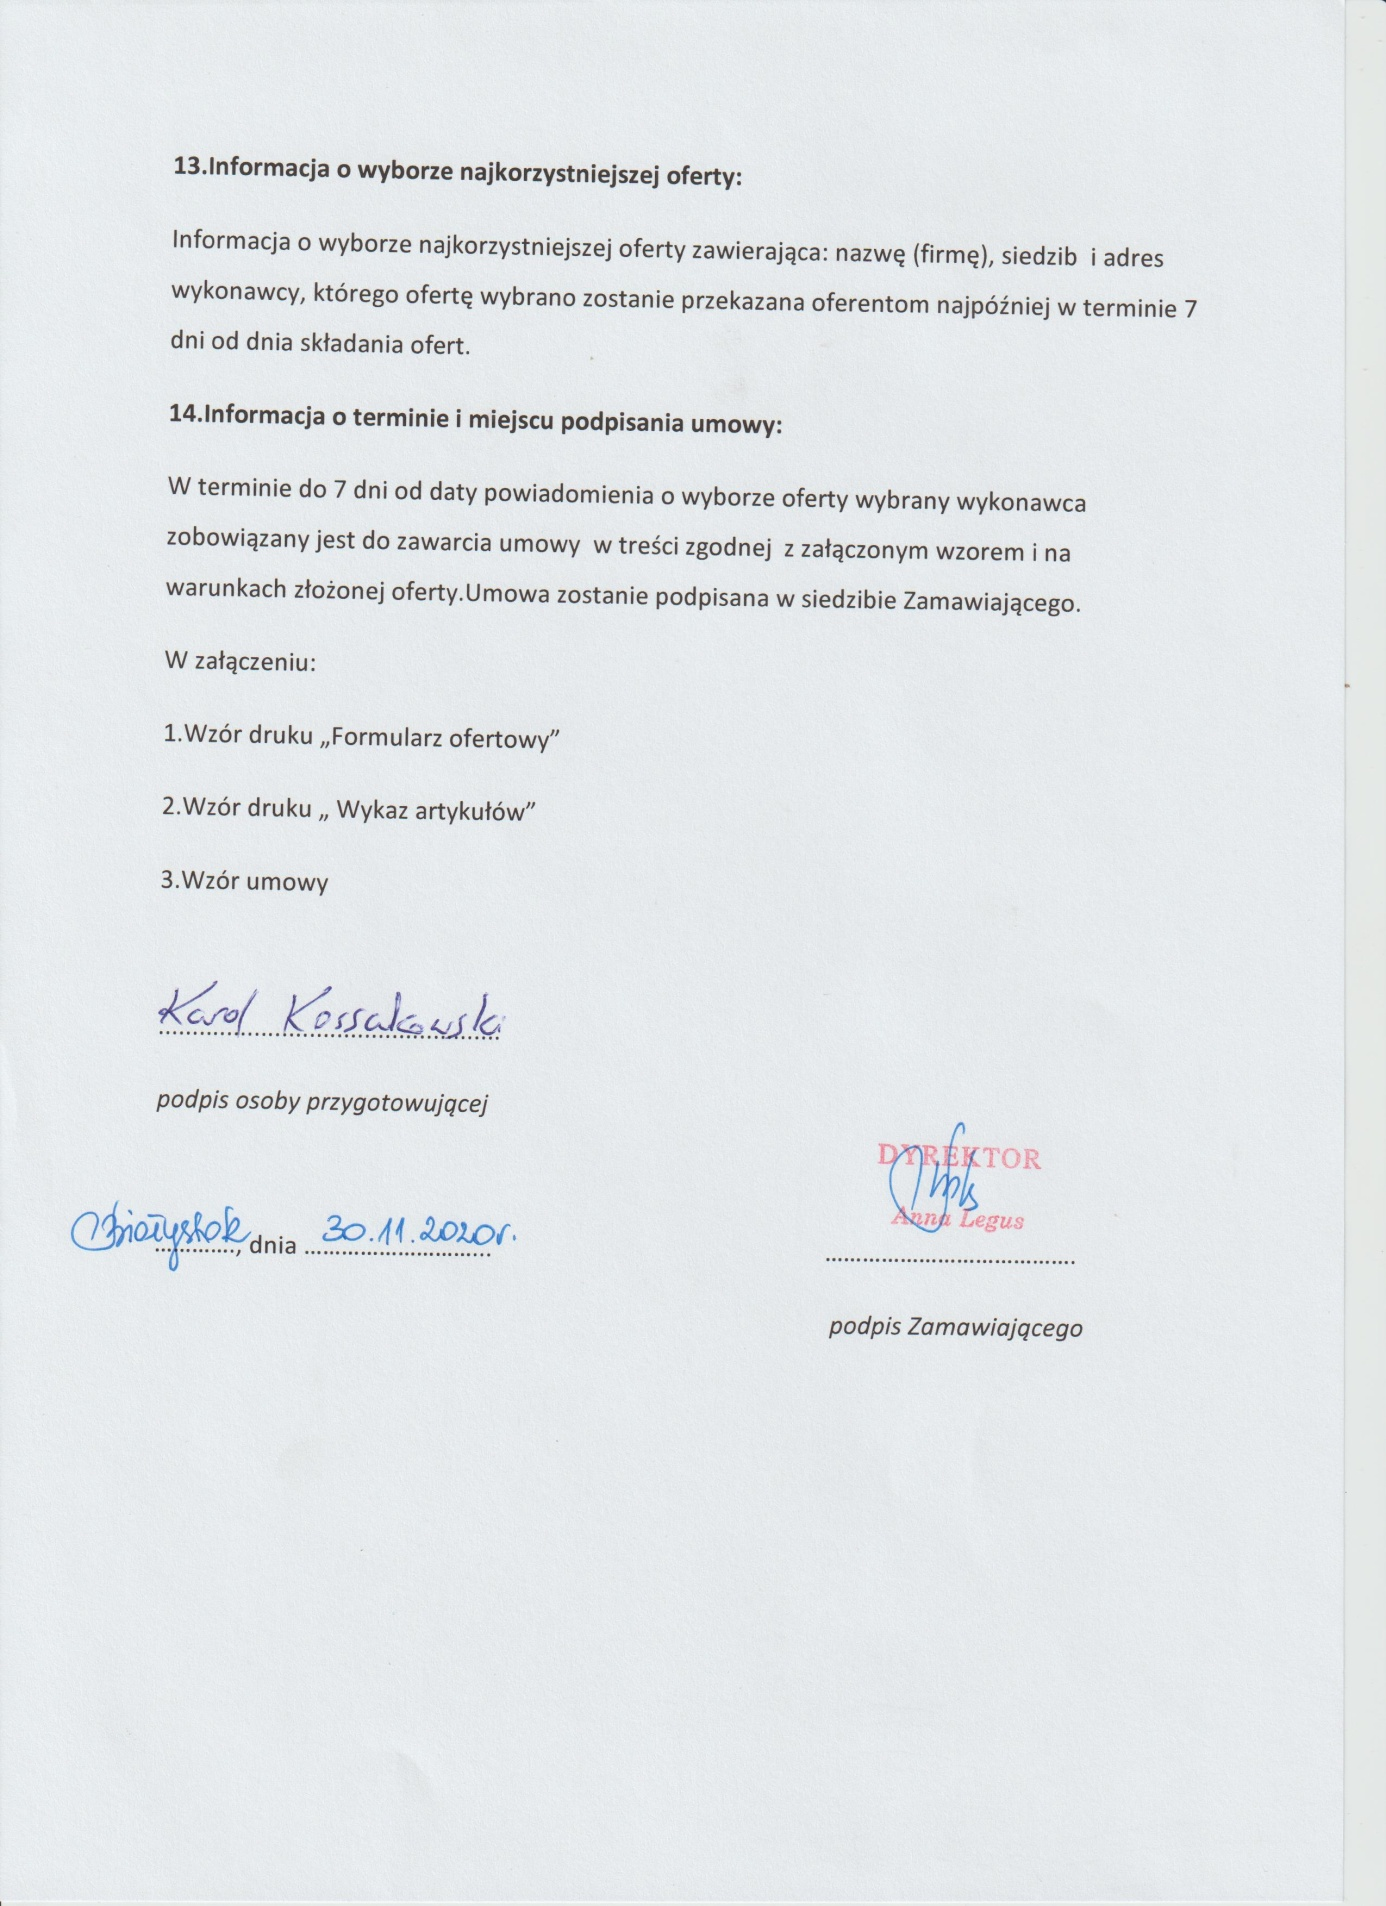 13.Informacja o wyborze najkorzystniejszej oferty:
Informacja o wyborze najkorzystniejszej oferty zawierająca: nazwę (firmę), siedzib  i adres
wykonawcy, którego ofertę wybrano zostanie przekazana oferentom najpóźniej w terminie 7
dni od dnia składania ofert.
14.Informacja o terminie i miejscu podpisania umowy:
W terminie do 7 dni od daty powiadomienia o wyborze oferty wybrany wykonawca
zobowiązany jest do zawarcia umowy  w treści zgodnej  z załączonym wzorem i na
warunkach złożonej oferty.Umowa zostanie podpisana w siedzibie Zamawiającego.
W załączeniu:
1.Wzór druku „Formularz ofertowy”
2.Wzór druku „ Wykaz artykułów”
3.Wzór umowy
Karol Kossakowski
podpis osoby przygotowującej
DYREKTOR
Anna Legus
Białystok, dnia 30.11.2020r.
podpis Zamawiającego